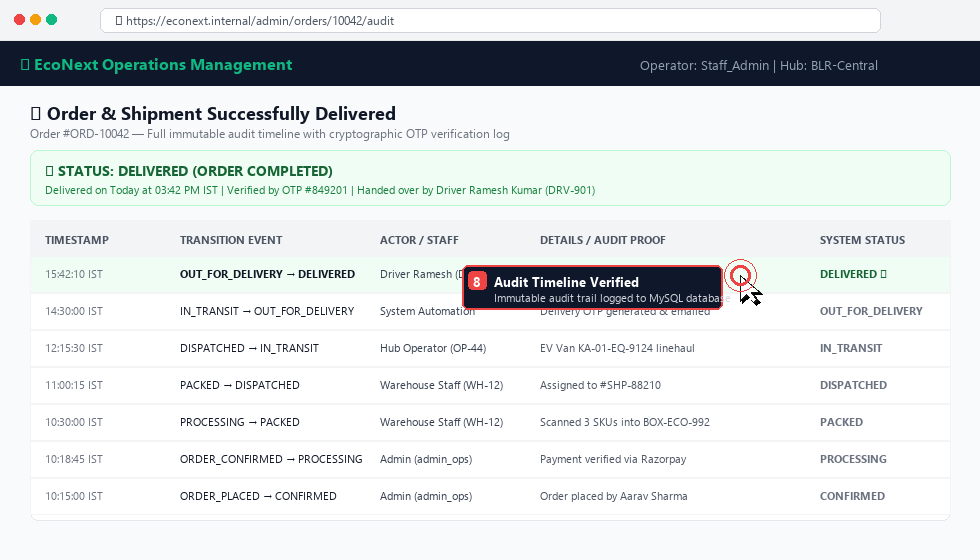 https://econext.internal/admin/orders/10042/audit
EcoNext Operations Management
Operator: Staff_Admin | Hub: BLR-Central
Order & Shipment Successfully Delivered
Order #ORD-10042 — Full immutable audit timeline with cryptographic OTP verification log
STATUS: DELIVERED (ORDER COMPLETED)
Delivered on Today at 03:42 PM IST | Verified by OTP #849201 | Handed over by Driver Ramesh Kumar (DRV-901)
TIMESTAMP TRANSITION EVENT ACTOR / STAFF DETAILS / AUDIT PROOF SYSTEM STATUS
15:42:10 IST OUT_FOR_DELIVERY → DELIVERED Driver Ramesh ( DELIVERED
8 Audit Timeline Verified
Immutable audit trail logged to MySQL database
14:30:00 IST IN_TRANSIT → OUT_FOR_DELIVERY System Automation Delivery OTP generated & emailed OUT_FOR_DELIVERY
12:15:30 IST DISPATCHED → IN_TRANSIT Hub Operator (OP-44) EV Van KA-01-EQ-9124 linehaul IN_TRANSIT
11:00:15 IST PACKED → DISPATCHED Warehouse Staff (WH-12) Assigned to #SHP-88210 DISPATCHED
10:30:00 IST PROCESSING → PACKED Warehouse Staff (WH-12) Scanned 3 SKUs into BOX-ECO-992 PACKED
10:18:45 IST ORDER_CONFIRMED → PROCESSING Admin (admin_ops) Payment verified via Razorpay PROCESSING
10:15:00 IST ORDER_PLACED → CONFIRMED Admin (admin_ops) Order placed by Aarav Sharma CONFIRMED